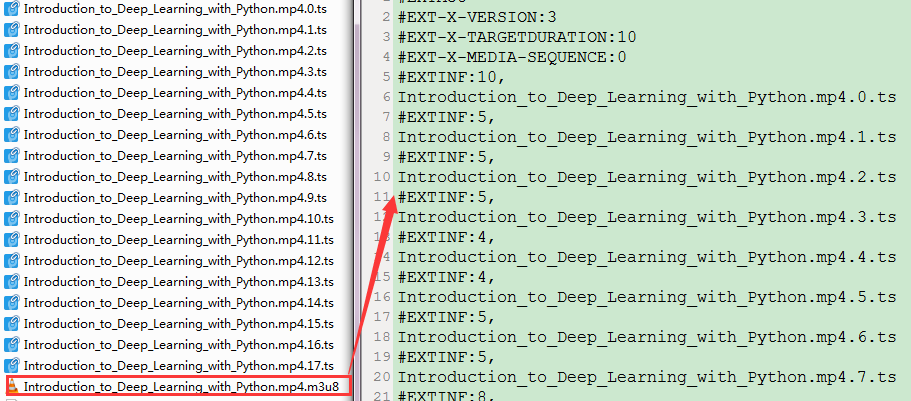 Introduction_to_Deep_Learning_with_Python.mp4.0.ts
Introduction_to_Deep_Learning_with_Python.mp4.1.ts
Introduction_to_Deep_Learning_with_Python.mp4.2.ts
Introduction_to_Deep_Learning_with_Python.mp4.3.ts
Introduction_to_Deep_Learning_with_Python.mp4.4.ts
Introduction_to_Deep_Learning_with_Python.mp4.5.ts
Introduction_to_Deep_Learning_with_Python.mp4.6.ts
Introduction_to_Deep_Learning_with_Python.mp4.7.ts
Introduction_to_Deep_Learning_with_Python.mp4.8.ts
Introduction_to_Deep_Learning_with_Python.mp4.9.ts
Introduction_to_Deep_Learning_with_Python.mp4.10.ts
Introduction_to_Deep_Learning_with_Python.mp4.11.ts
Introduction_to_Deep_Learning_with_Python.mp4.12.ts
Introduction_to_Deep_Learning_with_Python.mp4.13.ts
Introduction_to_Deep_Learning_with_Python.mp4.14.ts
Introduction_to_Deep_Learning_with_Python.mp4.15.ts
Introduction_to_Deep_Learning_with_Python.mp4.16.ts
Introduction_to_Deep_Learning_with_Python.mp4.17.ts
Introduction_to_Deep_Learning_with_Python.mp4.m3u8
2 #EXT-X-VERSION:3
3 #EXT-X-TARGETDURATION:10
4 #EXT-X-MEDIA-SEQUENCE:0
5 #EXTINF:10,
6 Introduction_to_Deep_Learning_with_Python.mp4.0.ts
7 #EXTINF:5,
8 Introduction_to_Deep_Learning_with_Python.mp4.1.ts
9 #EXTINF:5,
10 Introduction_to_Deep_Learning_with_Python.mp4.2.ts
11 #EXTINF:5,
Introduction_to_Deep_Learning_with_Python.mp4.3.ts
#EXTINF:4,
Introduction_to_Deep_Learning_with_Python.mp4.4.ts
15 #EXTINF:4,
16 Introduction_to_Deep_Learning_with_Python.mp4.5.ts
17 #EXTINF:5,
18 Introduction_to_Deep_Learning_with_Python.mp4.6.ts
19 #EXTINF:5,
20 Introduction_to_Deep_Learning_with_Python.mp4.7.ts
21 #EXTINF:8,